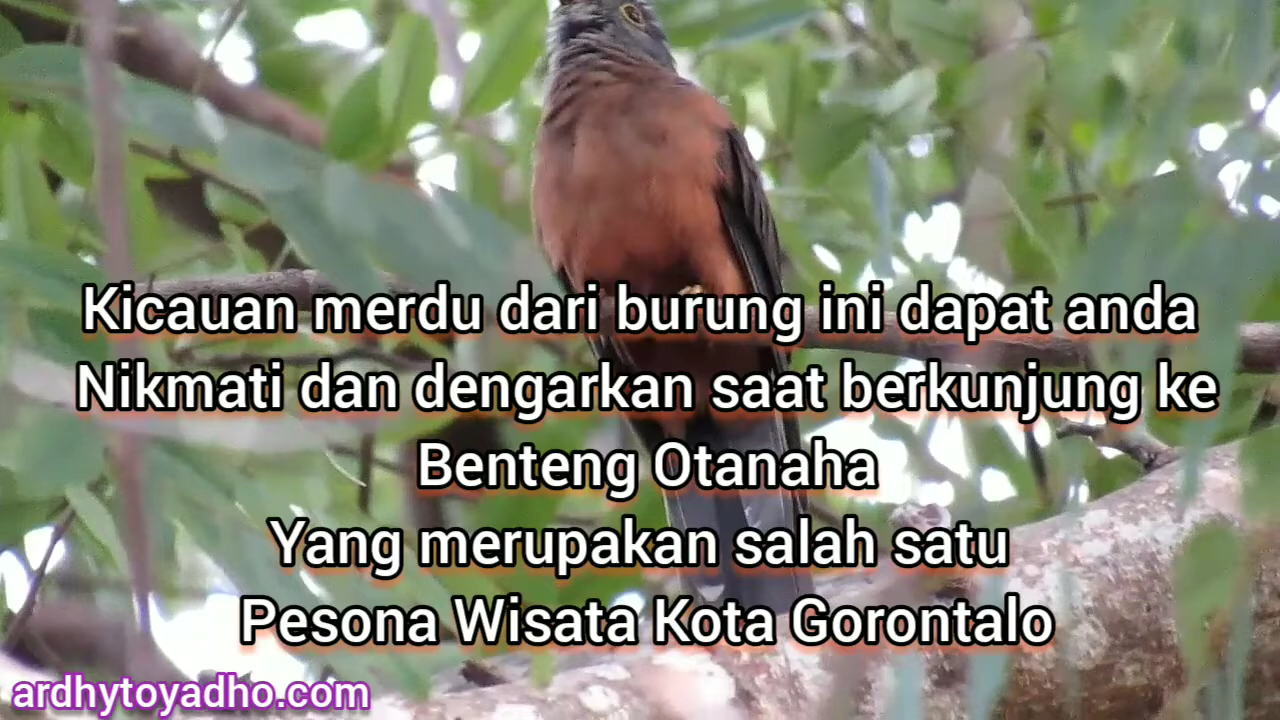 Kicauan merdu dari burung ini dapat anda
Nikmati dan dengarkan saat berkunjung ke
Benteng Otanaha
Yang merupakan salah satu
Pesona Wisata Kota Gorontalo
ardhytoyadho.com